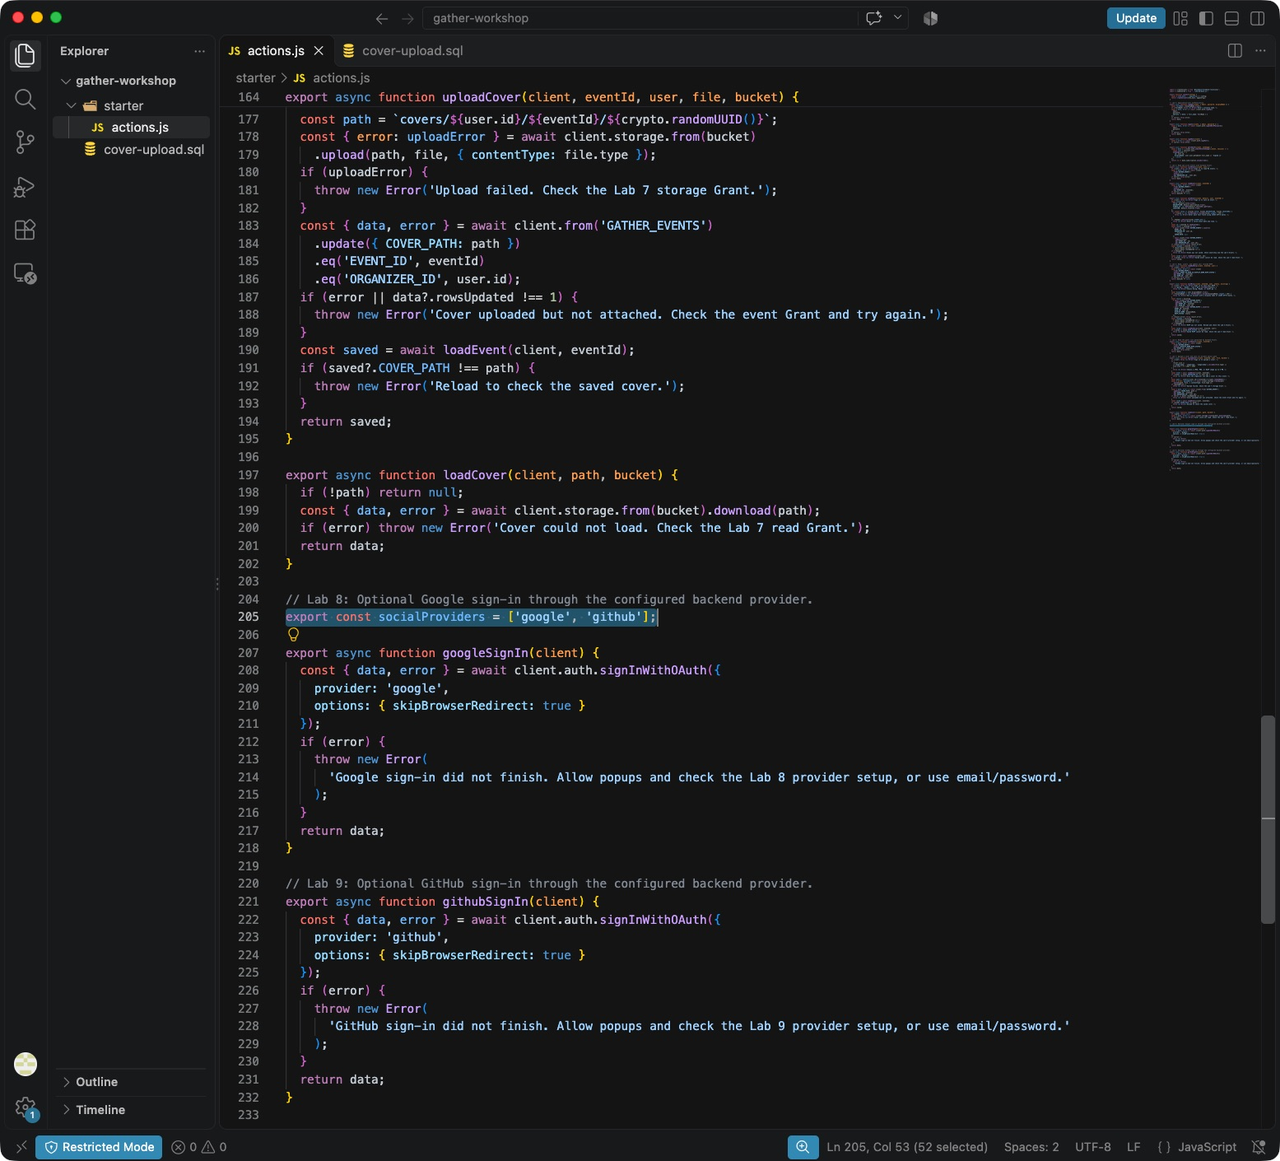 gather-workshop
Update
Explorer
gather-workshop
starter
JS actions.js
cover-upload.sql
Outline
Timeline
JS actions.js
cover-upload.sql
starter > JS actions.js
164 export async function uploadCover(client, eventId, user, file, bucket) {
177 const path = `covers/${user.id}/${eventId}/${crypto.randomUUID()}`;
178 const { error: uploadError } = await client.storage.from(bucket)
179 .upload(path, file, { contentType: file.type });
180 if (uploadError) {
181 throw new Error('Upload failed. Check the Lab 7 storage Grant.');
182 }
183 const { data, error } = await client.from('GATHER_EVENTS')
184 .update({ COVER_PATH: path })
185 .eq('EVENT_ID', eventId)
186 .eq('ORGANIZER_ID', user.id);
187 if (error || data?.rowsUpdated !== 1) {
188 throw new Error('Cover uploaded but not attached. Check the event Grant and try again.');
189 }
190 const saved = await loadEvent(client, eventId);
191 if (saved?.COVER_PATH !== path) {
192 throw new Error('Reload to check the saved cover.');
193 }
194 return saved;
195 }
196
197 export async function loadCover(client, path, bucket) {
198 if (!path) return null;
199 const { data, error } = await client.storage.from(bucket).download(path);
200 if (error) throw new Error('Cover could not load. Check the Lab 7 read Grant.');
201 return data;
202 }
203
204 // Lab 8: Optional Google sign-in through the configured backend provider.
205 export const socialProviders = ['google', 'github'];
206
207 export async function googleSignIn(client) {
208 const { data, error } = await client.auth.signInWithOAuth({
209 provider: 'google',
210 options: { skipBrowserRedirect: true }
211 });
212 if (error) {
213 throw new Error(
214 'Google sign-in did not finish. Allow popups and check the Lab 8 provider setup, or use email/password.'
215 );
216 }
217 return data;
218 }
219
220 // Lab 9: Optional GitHub sign-in through the configured backend provider.
221 export async function githubSignIn(client) {
222 const { data, error } = await client.auth.signInWithOAuth({
223 provider: 'github',
224 options: { skipBrowserRedirect: true }
225 });
226 if (error) {
227 throw new Error(
228 'GitHub sign-in did not finish. Allow popups and check the Lab 9 provider setup, or use email/password.'
229 );
230 }
231 return data;
232 }
233
1
Restricted Mode 0 0 Ln 205, Col 53 (52 selected) Spaces: 2 UTF-8 LF { } JavaScript